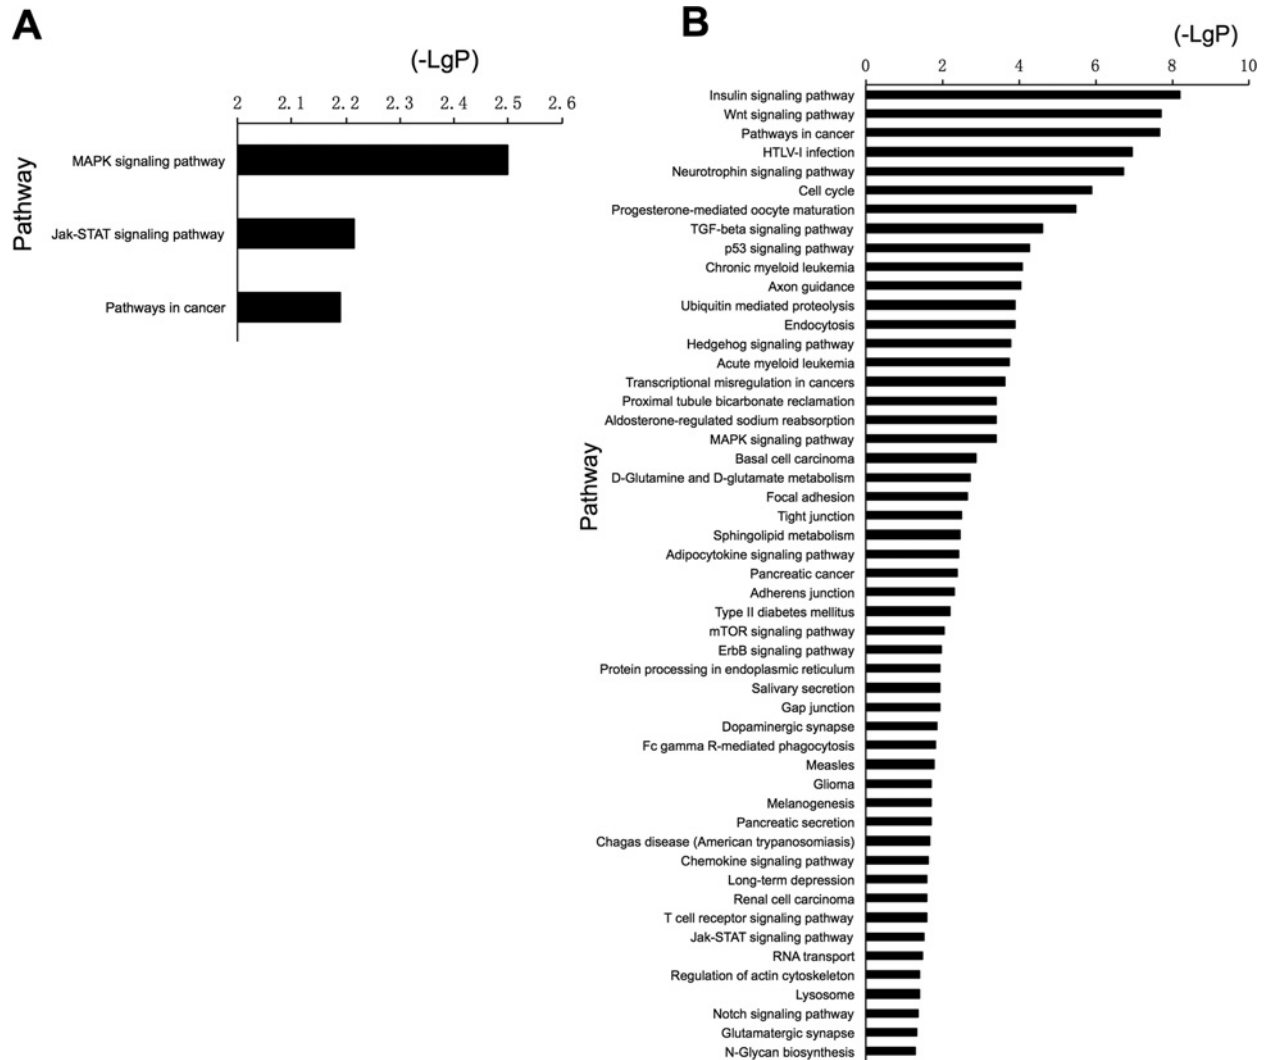 A
(-LgP)
2 2.1 2.2 2.3 2.4 2.5 2.6
Pathway
MAPK signaling pathway
Jak-STAT signaling pathway
Pathways in cancer
B
(-LgP)
0 2 4 6 8 10
Pathway
Insulin signaling pathway
Wnt signaling pathway
Pathways in cancer
HTLV-I infection
Neurotrophin signaling pathway
Cell cycle
Progesterone-mediated oocyte maturation
TGF-beta signaling pathway
p53 signaling pathway
Chronic myeloid leukemia
Axon guidance
Ubiquitin mediated proteolysis
Endocytosis
Hedgehog signaling pathway
Acute myeloid leukemia
Transcriptional misregulation in cancers
Proximal tubule bicarbonate reclamation
Aldosterone-regulated sodium reabsorption
MAPK signaling pathway
Basal cell carcinoma
D-Glutamine and D-glutamate metabolism
Focal adhesion
Tight junction
Sphingolipid metabolism
Adipocytokine signaling pathway
Pancreatic cancer
Adherens junction
Type II diabetes mellitus
mTOR signaling pathway
ErbB signaling pathway
Protein processing in endoplasmic reticulum
Salivary secretion
Gap junction
Dopaminergic synapse
Fc gamma R-mediated phagocytosis
Measles
Glioma
Melanogenesis
Pancreatic secretion
Chagas disease (American trypanosomiasis)
Chemokine signaling pathway
Long-term depression
Renal cell carcinoma
T cell receptor signaling pathway
Jak-STAT signaling pathway
RNA transport
Regulation of actin cytoskeleton
Lysosome
Notch signaling pathway
Glutamatergic synapse
N-Glycan biosynthesis